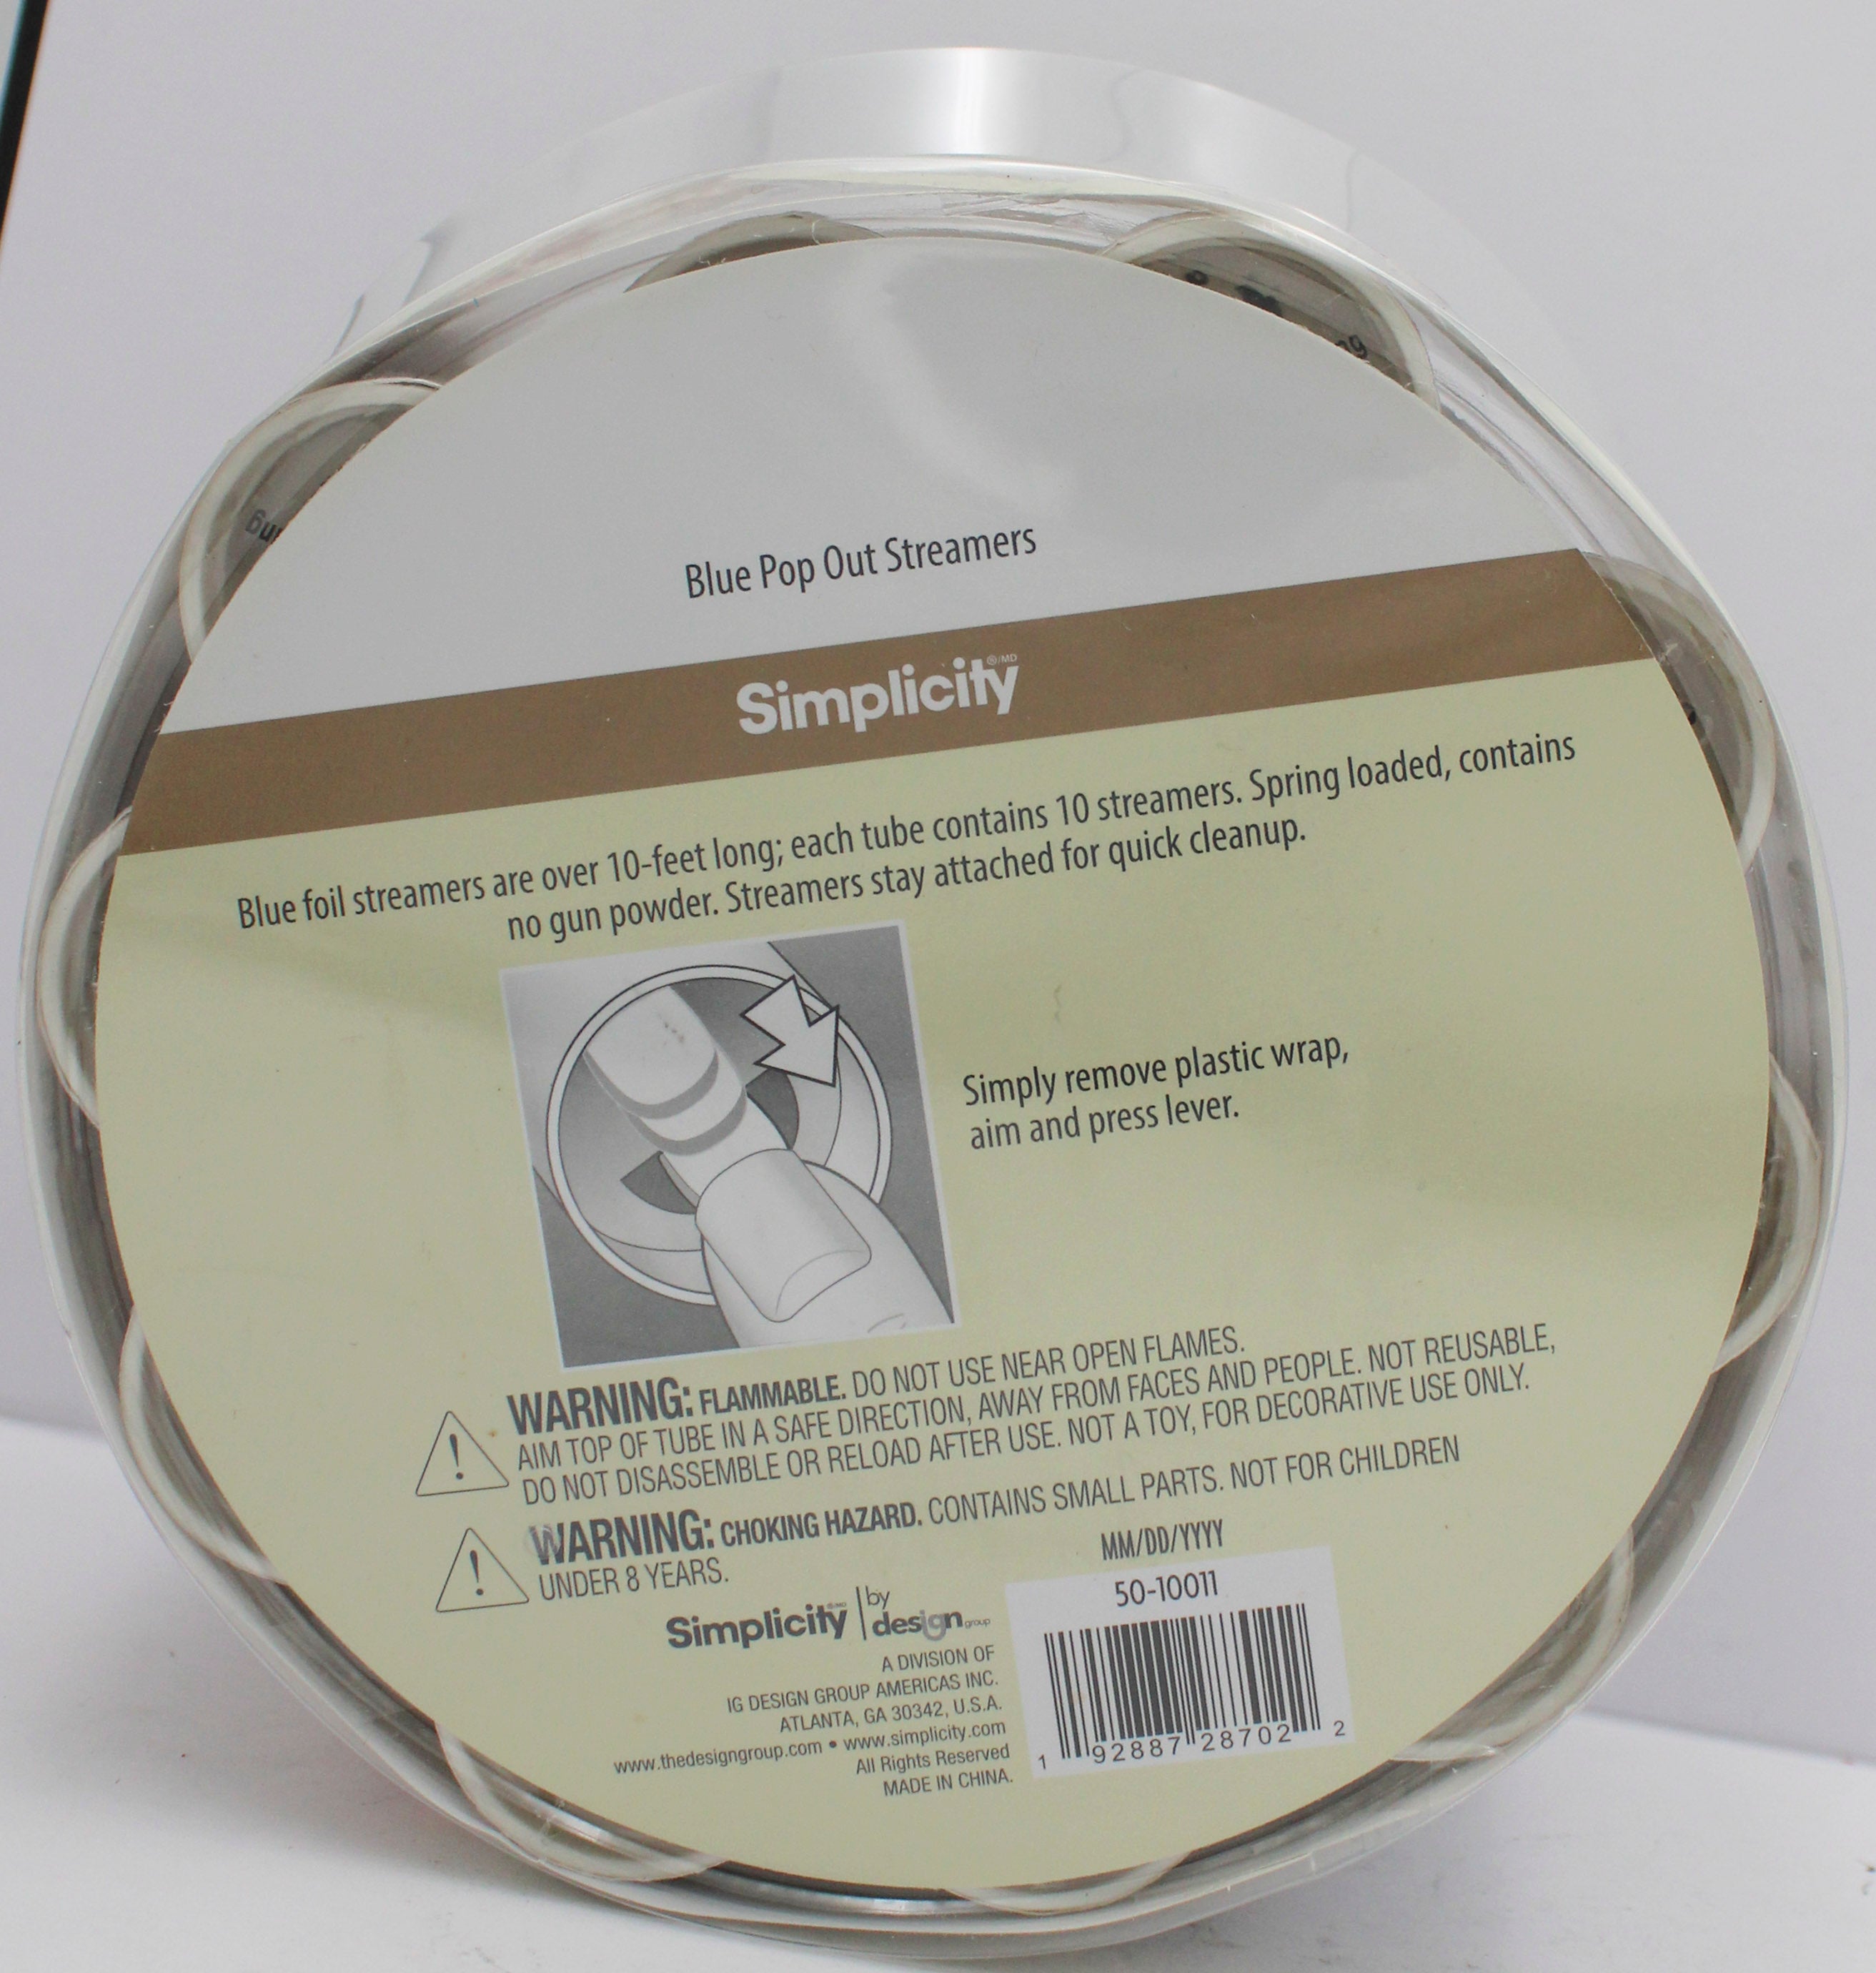 Blue Pop Out Streamers
Simplicity ®/MD
Blue foil streamers are over 10-feet long; each tube contains 10 streamers. Spring loaded, contains
no gun powder. Streamers stay attached for quick cleanup.
Simply remove plastic wrap,
aim and press lever.
WARNING: FLAMMABLE. DO NOT USE NEAR OPEN FLAMES.
AIM TOP OF TUBE IN A SAFE DIRECTION, AWAY FROM FACES AND PEOPLE. NOT REUSABLE,
DO NOT DISASSEMBLE OR RELOAD AFTER USE. NOT A TOY, FOR DECORATIVE USE ONLY.
WARNING: CHOKING HAZARD. CONTAINS SMALL PARTS. NOT FOR CHILDREN
UNDER 8 YEARS.
MM/DD/YYYY
50-10011
1 92887 28702 2
Simplicity ®/MD by design group
A DIVISION OF
IG DESIGN GROUP AMERICAS INC.
ATLANTA, GA 30342, U.S.A.
www.thedesigngroup.com • www.simplicity.com
All Rights Reserved
MADE IN CHINA.